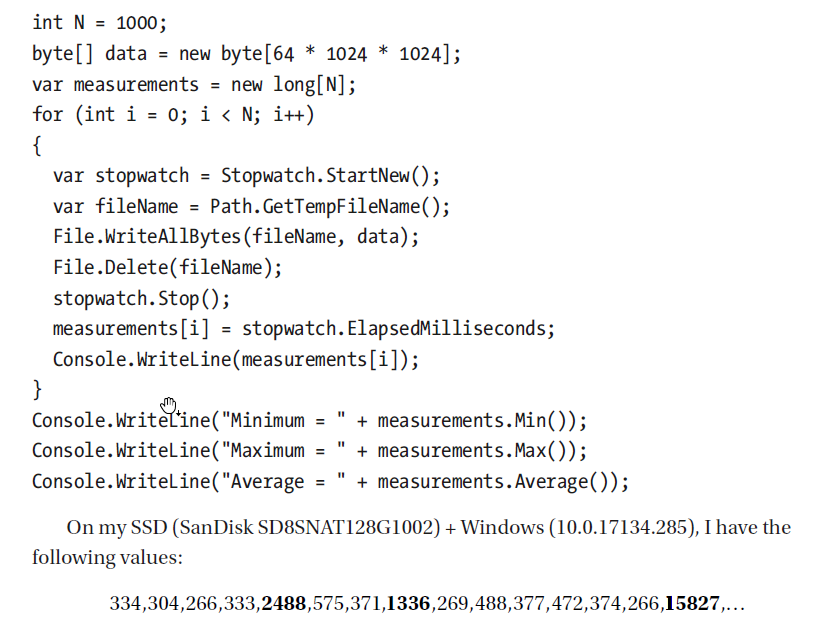 int N = 1000;
byte[] data = new byte[64 * 1024 * 1024];
var measurements = new long[N];
for (int i = 0; i < N; i++)
{
  var stopwatch = Stopwatch.StartNew();
  var fileName = Path.GetTempFileName();
  File.WriteAllBytes(fileName, data);
  File.Delete(fileName);
  stopwatch.Stop();
  measurements[i] = stopwatch.ElapsedMilliseconds;
  Console.WriteLine(measurements[i]);
}
Console.WriteLine("Minimum = " + measurements.Min());
Console.WriteLine("Maximum = " + measurements.Max());
Console.WriteLine("Average = " + measurements.Average());
On my SSD (SanDisk SD8SNAT128G1002) + Windows (10.0.17134.285), I have the
following values:
334,304,266,333,2488,575,371,1336,269,488,377,472,374,266,15827,...